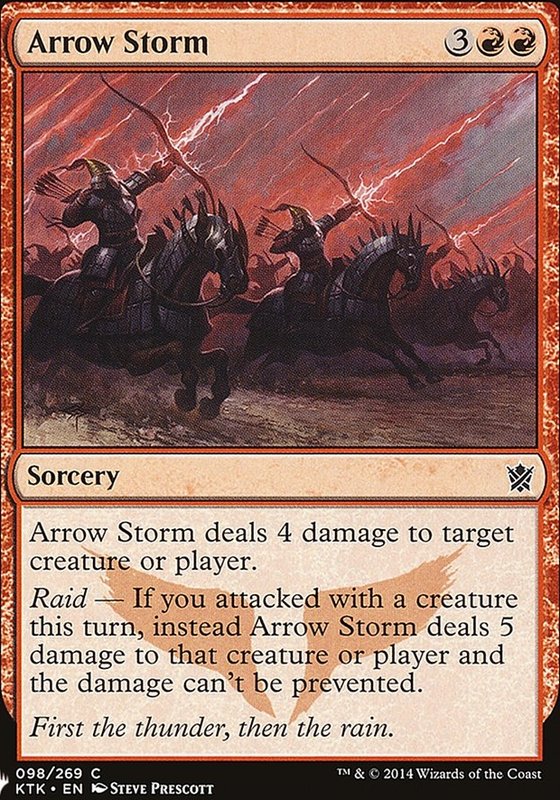 Arrow Storm 3
Sorcery
Arrow Storm deals 4 damage to target
creature or player.
Raid — If you attacked with a creature
this turn, instead Arrow Storm deals 5
damage to that creature or player and
the damage can't be prevented.
First the thunder, then the rain.
098/269 C
KTK • EN Steve Prescott
™ & © 2014 Wizards of the Coast